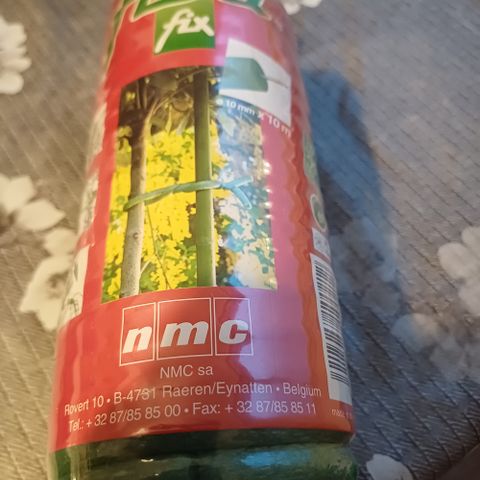 fix
ø 10 mm x 10 m
nmc
NMC sa
Rovert 10 • B-4731 Raeren/Eynatten • Belgium
Tel.: + 32 87/85 85 00 • Fax: + 32 87/85 85 11